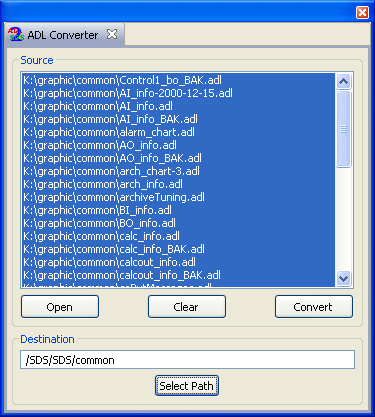 ADL Converter
Source
K:\graphic\common\Control1_bo_BAK.adl
K:\graphic\common\AI_info-2000-12-15.adl
K:\graphic\common\AI_info.adl
K:\graphic\common\AI_info_BAK.adl
K:\graphic\common\alarm_chart.adl
K:\graphic\common\AO_info.adl
K:\graphic\common\AO_info_BAK.adl
K:\graphic\common\arch_chart-3.adl
K:\graphic\common\arch_info.adl
K:\graphic\common\archiveTuning.adl
K:\graphic\common\BI_info.adl
K:\graphic\common\BO_info.adl
K:\graphic\common\calc_info.adl
K:\graphic\common\calc_info_BAK.adl
K:\graphic\common\calcout_info.adl
K:\graphic\common\calcout_info_BAK.adl
Open Clear Convert
Destination
/SDS/SDS/common
Select Path